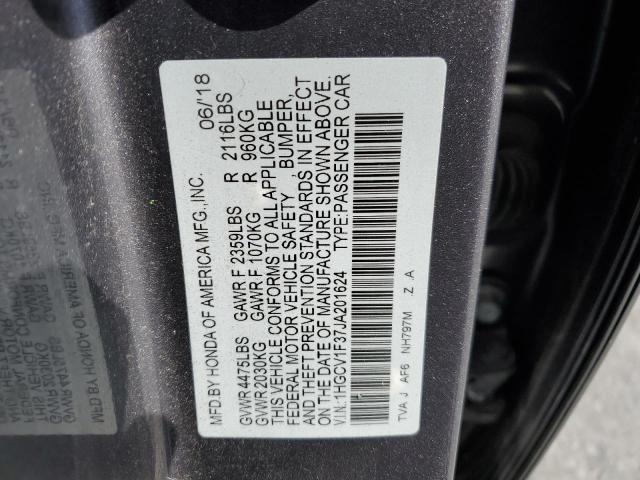 MFD.BY HONDA OF AMERICA MFG.,INC. 06/'18
GVWR 4475LBS GAWR F 2359LBS R 2116LBS
GVWR 2030KG GAWR F 1070KG R 960KG
THIS VEHICLE CONFORMS TO ALL APPLICABLE
FEDERAL MOTOR VEHICLE SAFETY, BUMPER,
AND THEFT PREVENTION STANDARDS IN EFFECT
ON THE DATE OF MANUFACTURE SHOWN ABOVE.
V.I.N.:1HGCV1F37JA201624 TYPE:PASSENGER CAR
TVA J AF6 NH797M .Z .A